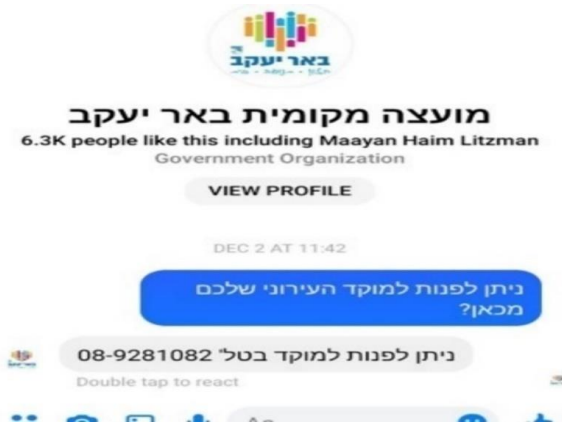 באר יעקב
מועצה מקומית באר יעקב
6.3K people like this including Maayan Haim Litzman
Government Organization
VIEW PROFILE
DEC 2 AT 11:42
ניתן לפנות למוקד העירוני שלכם
מכאן?
ניתן לפנות למוקד בטל' 08-9281082
Double tap to react
Aa